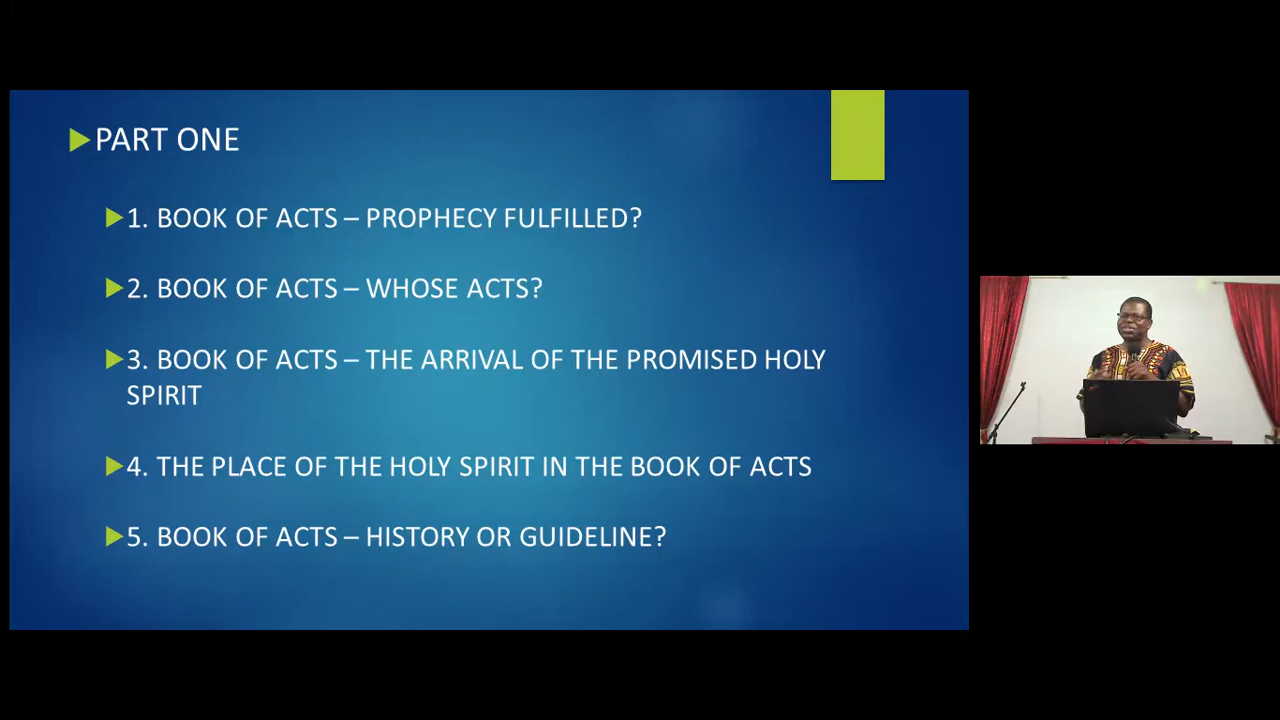 PART ONE
1. BOOK OF ACTS – PROPHECY FULFILLED?
2. BOOK OF ACTS – WHOSE ACTS?
3. BOOK OF ACTS – THE ARRIVAL OF THE PROMISED HOLY
SPIRIT
4. THE PLACE OF THE HOLY SPIRIT IN THE BOOK OF ACTS
5. BOOK OF ACTS – HISTORY OR GUIDELINE?